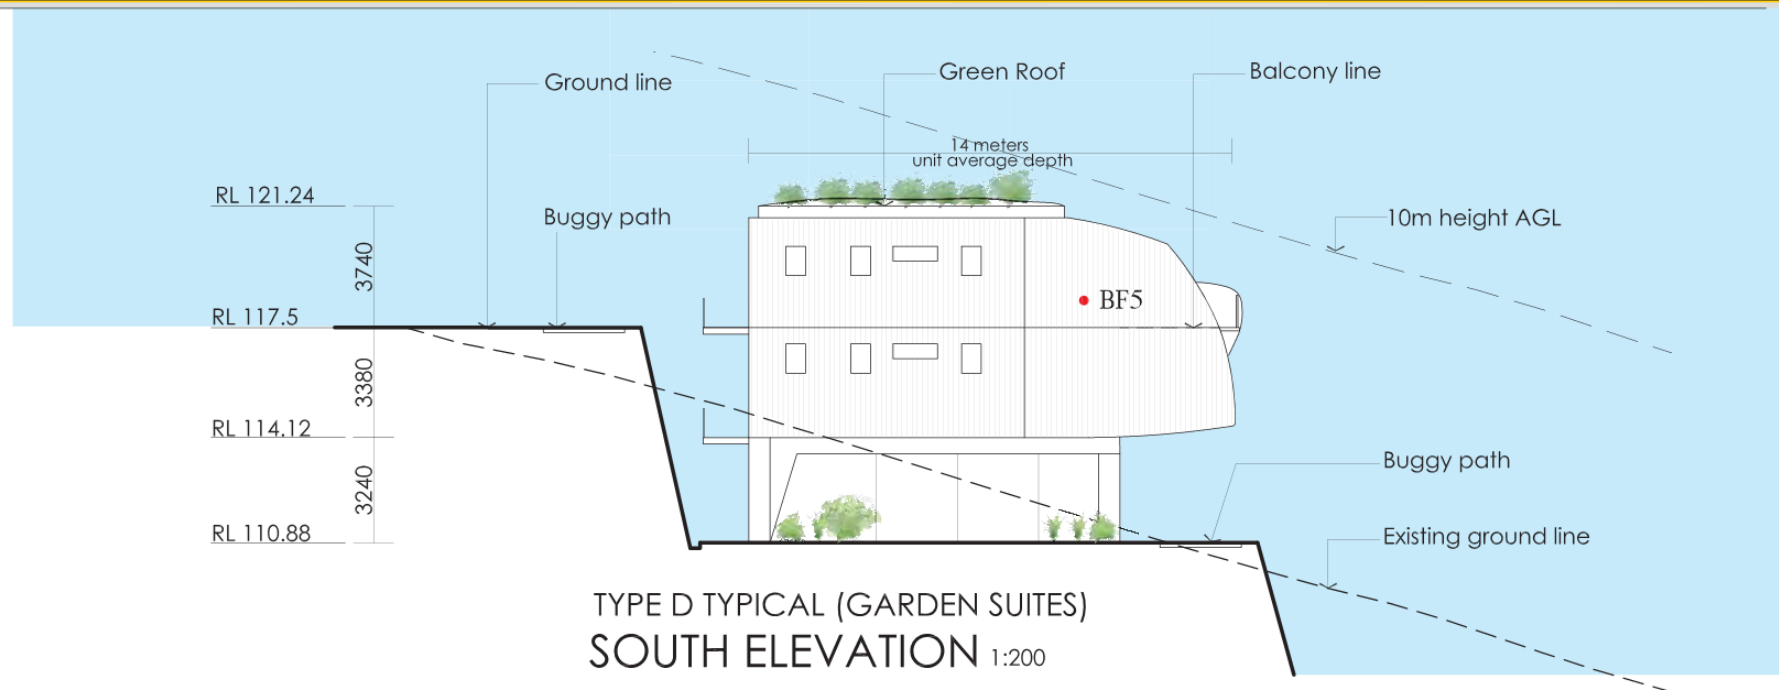 Ground line
Green Roof
Balcony line
14 meters
unit average depth
RL 121.24
Buggy path
10m height AGL
3740
BF5
RL 117.5
3380
RL 114.12
Buggy path
3240
RL 110.88
Existing ground line
TYPE D TYPICAL (GARDEN SUITES)
SOUTH ELEVATION 1:200